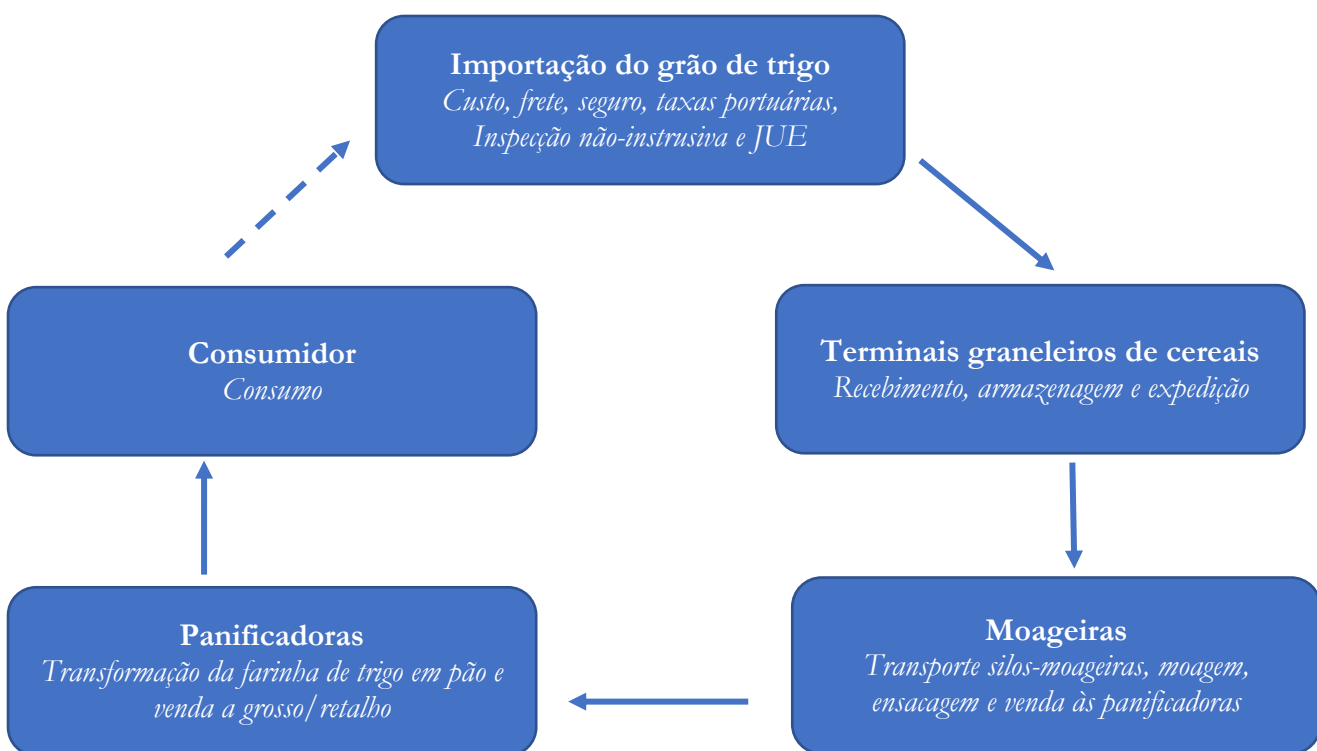 Importação do grão de trigo
Custo, frete, seguro, taxas portuárias,
Inspecção não-instrusiva e JUE
Consumidor
Consumo
Terminais graneleiros de cereais
Recebimento, armazenagem e expedição
Panificadoras
Transformação da farinha de trigo em pão e
venda a grosso/retalho
Moageiras
Transporte silos-moageiras, moagem,
ensacagem e venda às panificadoras